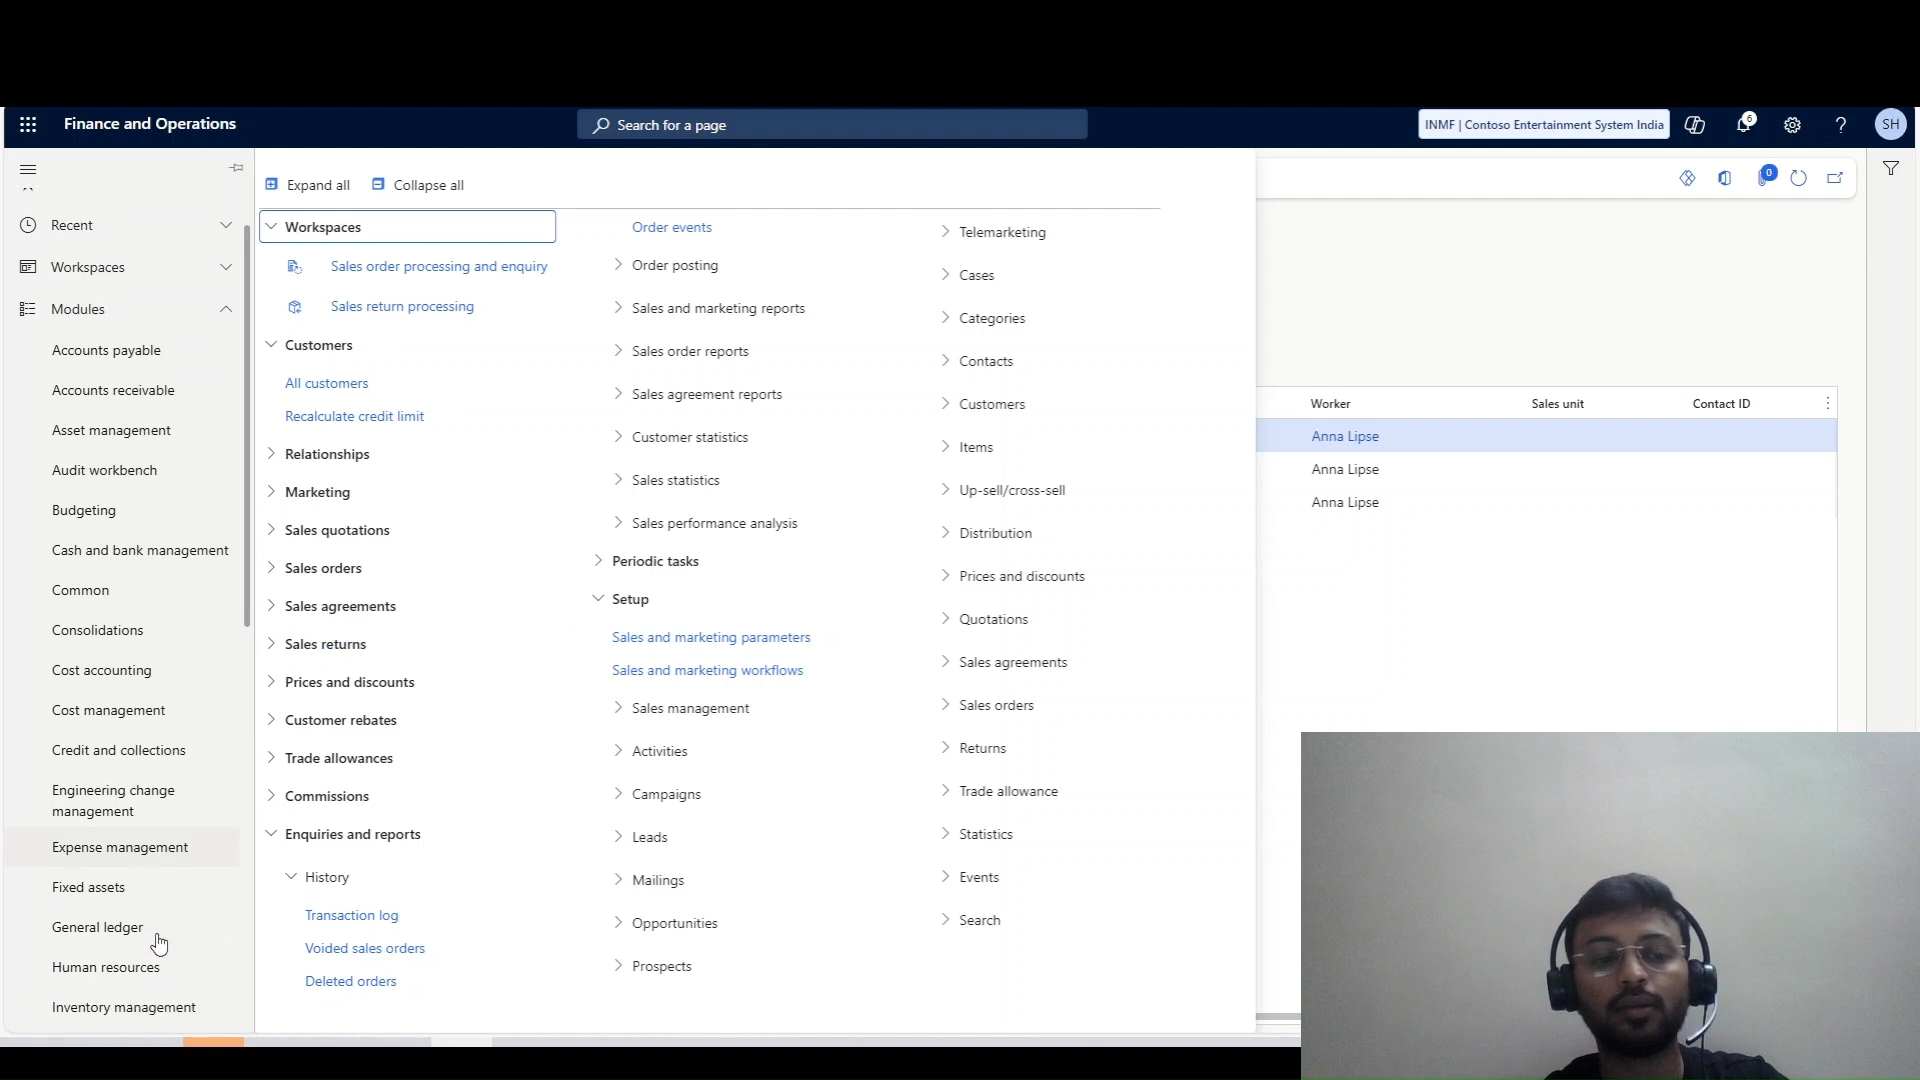 Finance and Operations
Search for a page
INMF | Contoso Entertainment System India
6
?
SH
Recent
Workspaces
Modules
Accounts payable
Accounts receivable
Asset management
Audit workbench
Budgeting
Cash and bank management
Common
Consolidations
Cost accounting
Cost management
Credit and collections
Engineering change
management
Expense management
Fixed assets
General ledger
Human resources
Inventory management
Expand all
Collapse all
Workspaces
Sales order processing and enquiry
Sales return processing
Customers
All customers
Recalculate credit limit
Relationships
Marketing
Sales quotations
Sales orders
Sales agreements
Sales returns
Prices and discounts
Customer rebates
Trade allowances
Commissions
Enquiries and reports
History
Transaction log
Voided sales orders
Deleted orders
Order events
Order posting
Sales and marketing reports
Sales order reports
Sales agreement reports
Customer statistics
Sales statistics
Sales performance analysis
Periodic tasks
Setup
Sales and marketing parameters
Sales and marketing workflows
Sales management
Activities
Campaigns
Leads
Mailings
Opportunities
Prospects
Telemarketing
Cases
Categories
Contacts
Customers
Items
Up-sell/cross-sell
Distribution
Prices and discounts
Quotations
Sales agreements
Sales orders
Returns
Trade allowance
Statistics
Events
Search
0
Worker
Sales unit
Contact ID
Anna Lipse
Anna Lipse
Anna Lipse